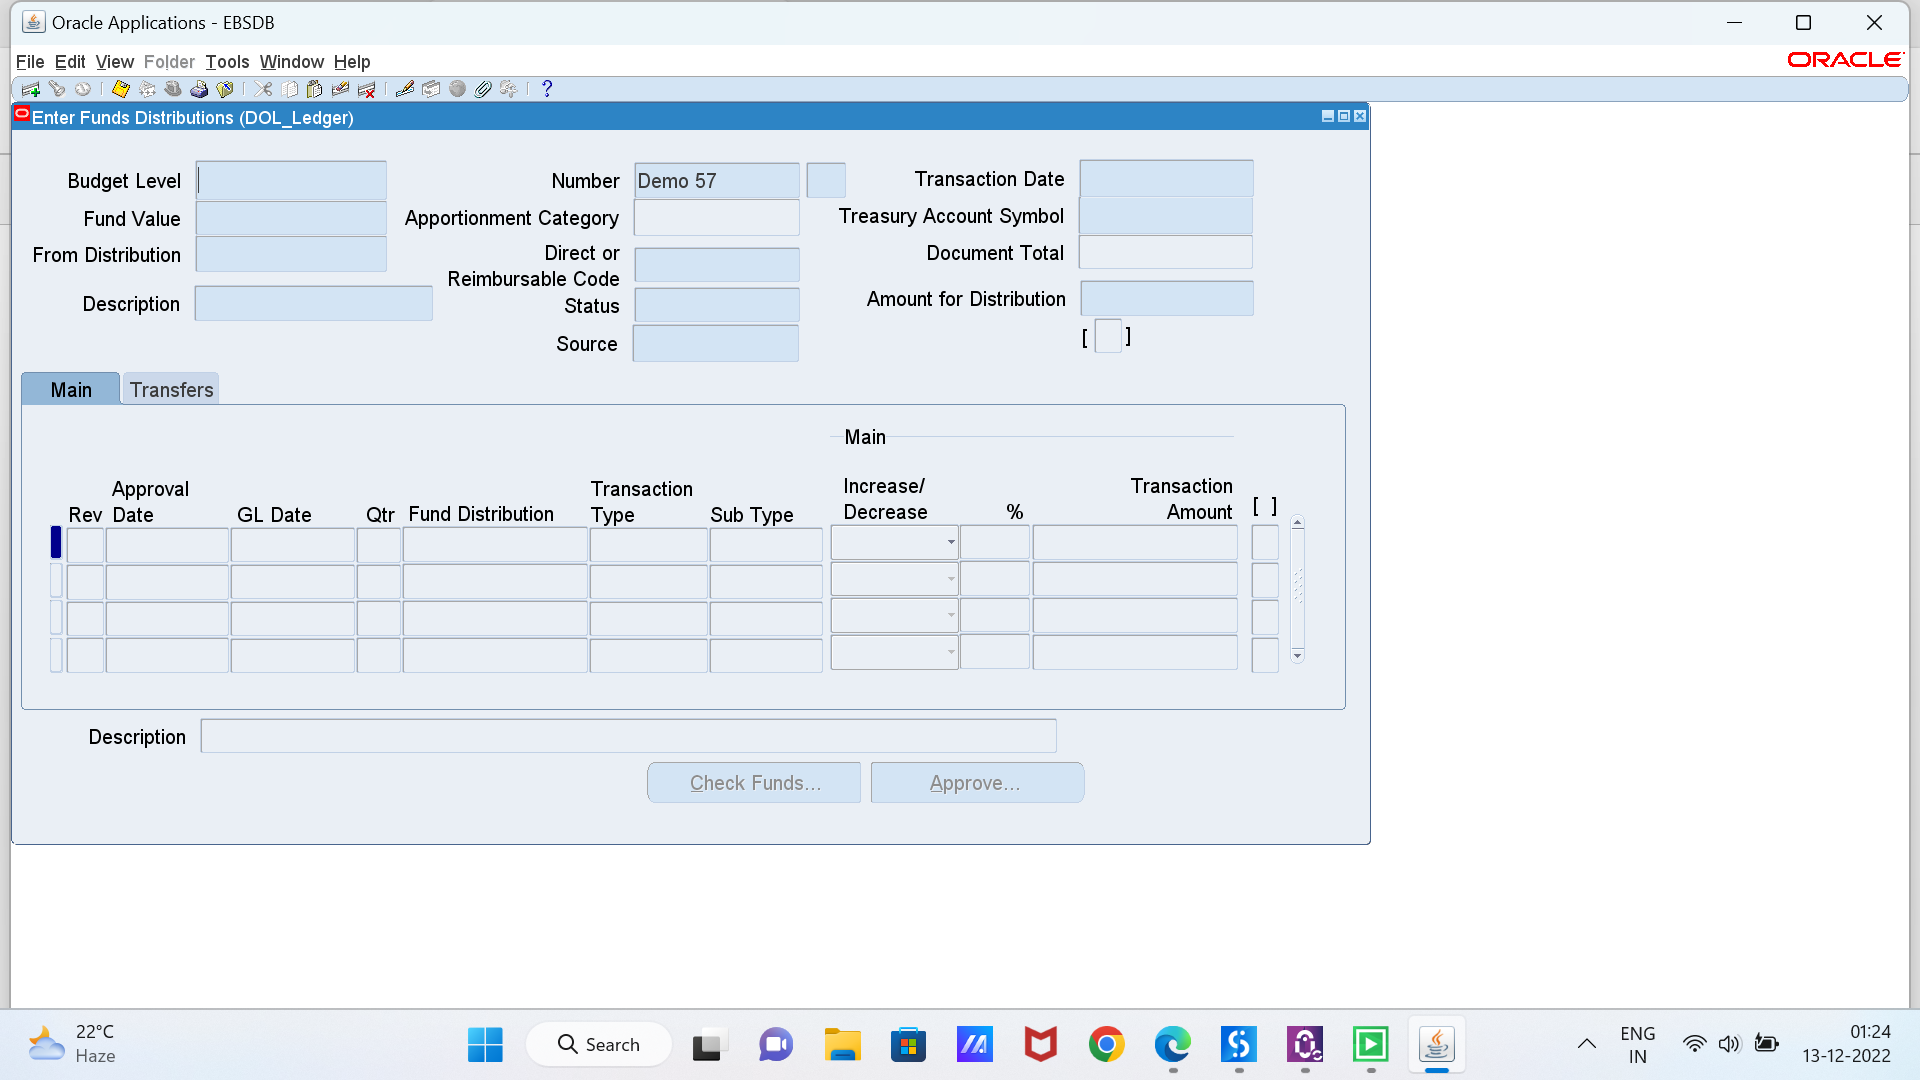 Oracle Applications - EBSDB
File Edit View Folder Tools Window Help
ORACLE
Enter Funds Distributions (DOL_Ledger)
Budget Level
Number Demo 57
Transaction Date
Fund Value
Apportionment Category
Treasury Account Symbol
From Distribution
Direct or
Reimbursable Code
Document Total
Description
Status
Amount for Distribution
Source
[ ]
Main Transfers
Main
Rev
Approval
Date
GL Date
Qtr
Fund Distribution
Transaction
Type
Sub Type
Increase/
Decrease
%
Transaction
Amount
[ ]
Description
Check Funds...
Approve...
22°C
Haze
Search
ENG
IN
01:24
13-12-2022